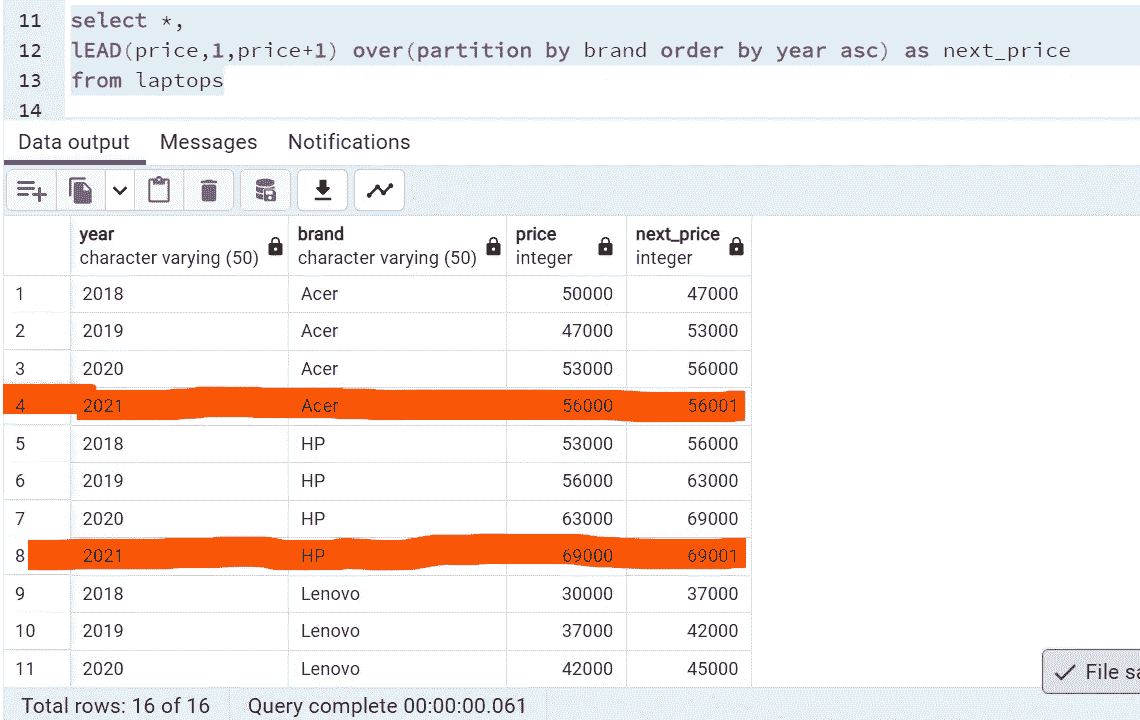 11 select *,
12 lEAD(price,1,price+1) over(partition by brand order by year asc) as next_price
13 from laptops
14
Data output Messages Notifications
year brand price next_price
character varying (50) character varying (50) integer integer
1 2018 Acer 50000 47000
2 2019 Acer 47000 53000
3 2020 Acer 53000 56000
4 2021 Acer 56000 56001
5 2018 HP 53000 56000
6 2019 HP 56000 63000
7 2020 HP 63000 69000
8 2021 HP 69000 69001
9 2018 Lenovo 30000 37000
10 2019 Lenovo 37000 42000
11 2020 Lenovo 42000 45000
File sa
Total rows: 16 of 16 Query complete 00:00:00.061